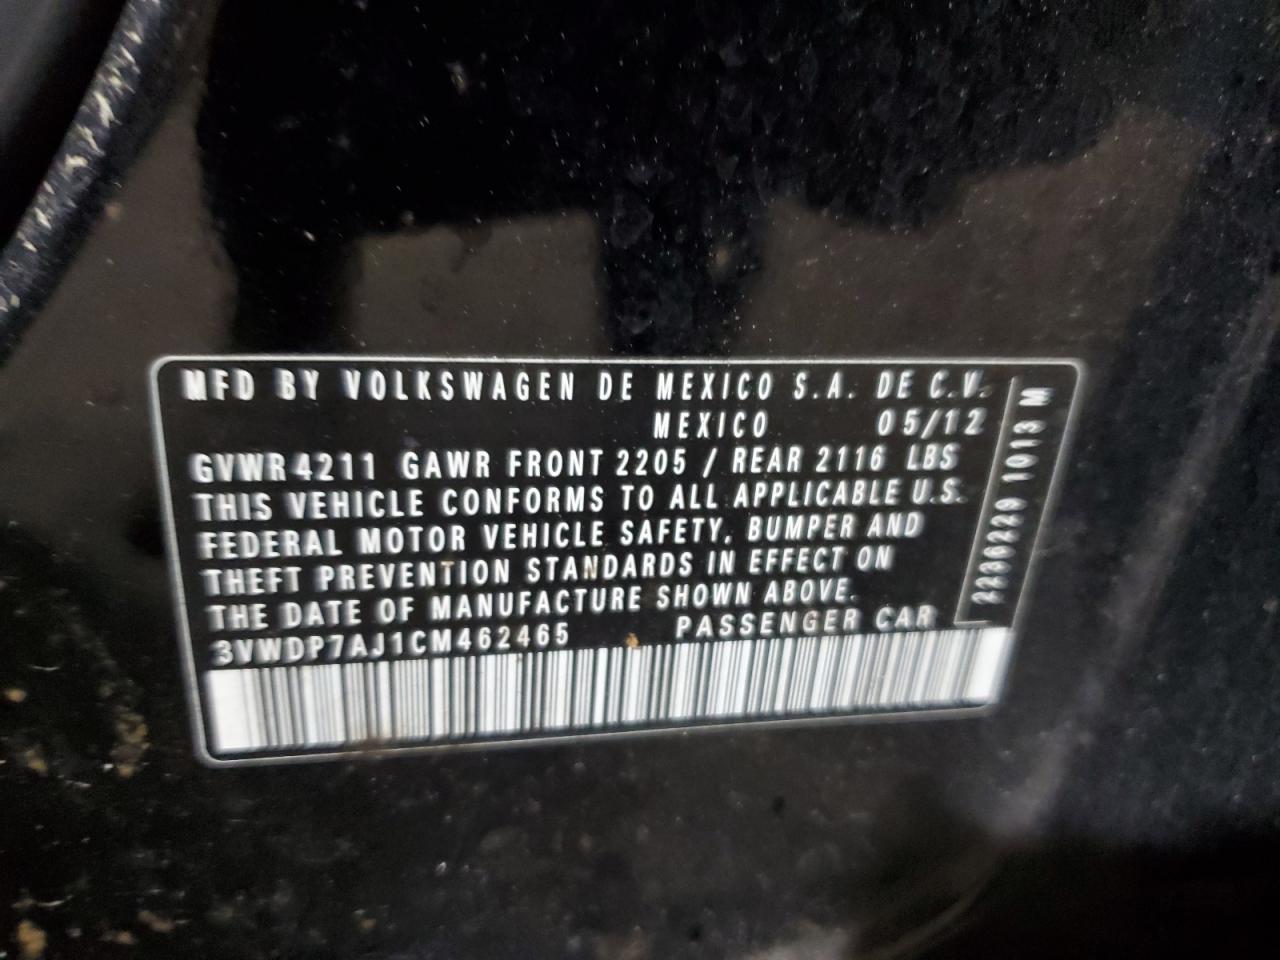 MFD BY VOLKSWAGEN DE MEXICO S.A. DE C.V.
MEXICO 05/12
GVWR 4211 GAWR FRONT 2205 / REAR 2116 LBS
THIS VEHICLE CONFORMS TO ALL APPLICABLE U.S.
FEDERAL MOTOR VEHICLE SAFETY, BUMPER AND
THEFT PREVENTION STANDARDS IN EFFECT ON
THE DATE OF MANUFACTURE SHOWN ABOVE.
3VWDP7AJ1CM462465 PASSENGER CAR
2236229 1013 M